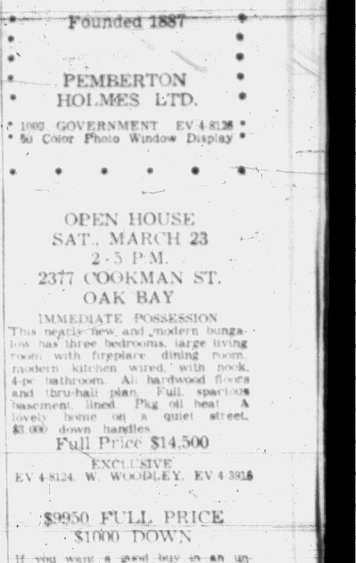 Founded 1887
PEMBERTON
HOLMES LTD.
1002 GOVERNMENT EV 4-8126
50 Color Photo Window Display
OPEN HOUSE
SAT., MARCH 23
2-5 P.M.
2377 COOKMAN ST.
OAK BAY
IMMEDIATE POSSESSION
This nearly new and modern bunga-
low has three bedrooms, large living
room with fireplace, dining room,
modern kitchen wired, with nook,
4-pc bathroom. All hardwood floors
and thru-hall plan. Full, spacious
basement, lined. Pkg oil heat. A
lovely home on a quiet street.
$3,000 down handles.
Full Price $14,500
EXCLUSIVE
EV 4-8124, W. WOODLEY, EV 4-3915
$9950 FULL PRICE
$1000 DOWN
If you want a good buy in an un-